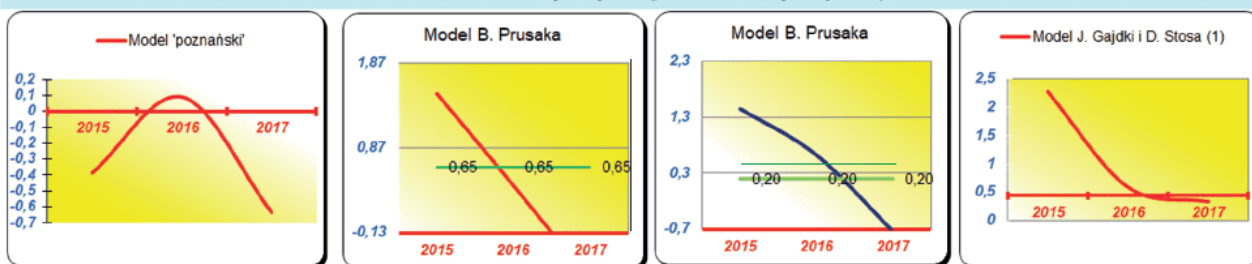 Model 'poznański'
0,2
0,1
0
-0,1
-0,2
-0,3
-0,4
-0,5
-0,6
-0,7
2015 2016 2017
Model B. Prusaka
1,87
0,87
-0,13
0,65 0,65 0,65
2015 2016 2017
Model B. Prusaka
2,3
1,3
0,3
-0,7
0,20 0,20 0,20
2015 2016 2017
Model J. Gajdki i D. Stosa (1)
2,5
2
1,5
1
0,5
0
2015 2016 2017